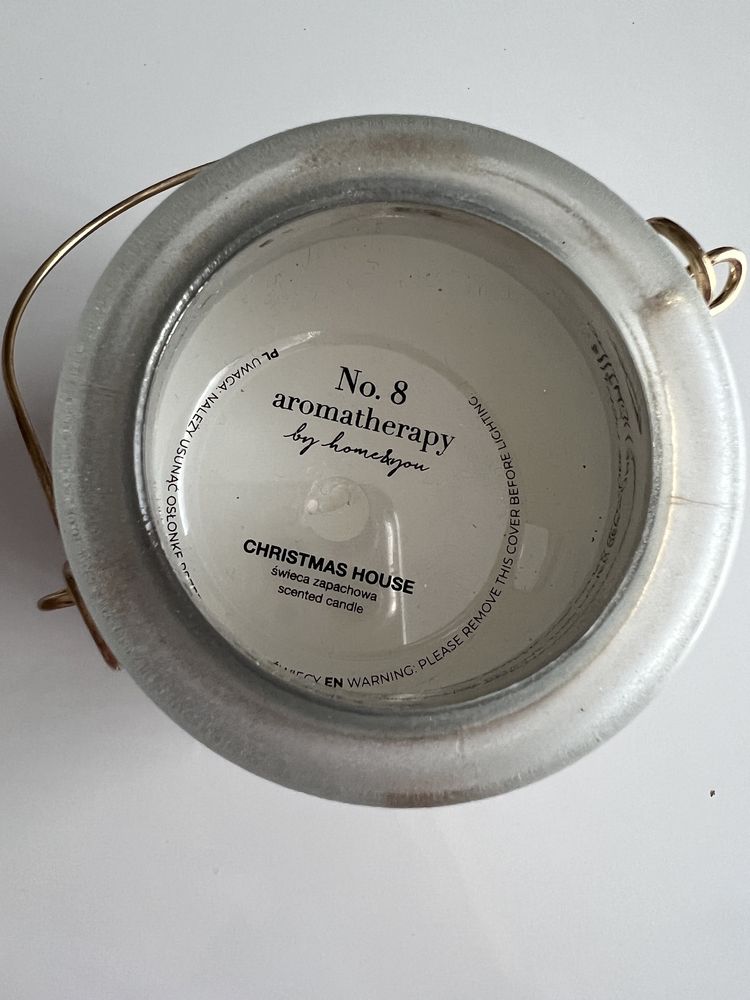 No. 8
aromatherapy
by home&you
CHRISTMAS HOUSE
świeca zapachowa
scented candle
PL UWAGA: NALEŻY USUNĄĆ OSŁONKĘ
ŚWIECY EN WARNING: PLEASE REMOVE THIS COVER BEFORE LIGHTING